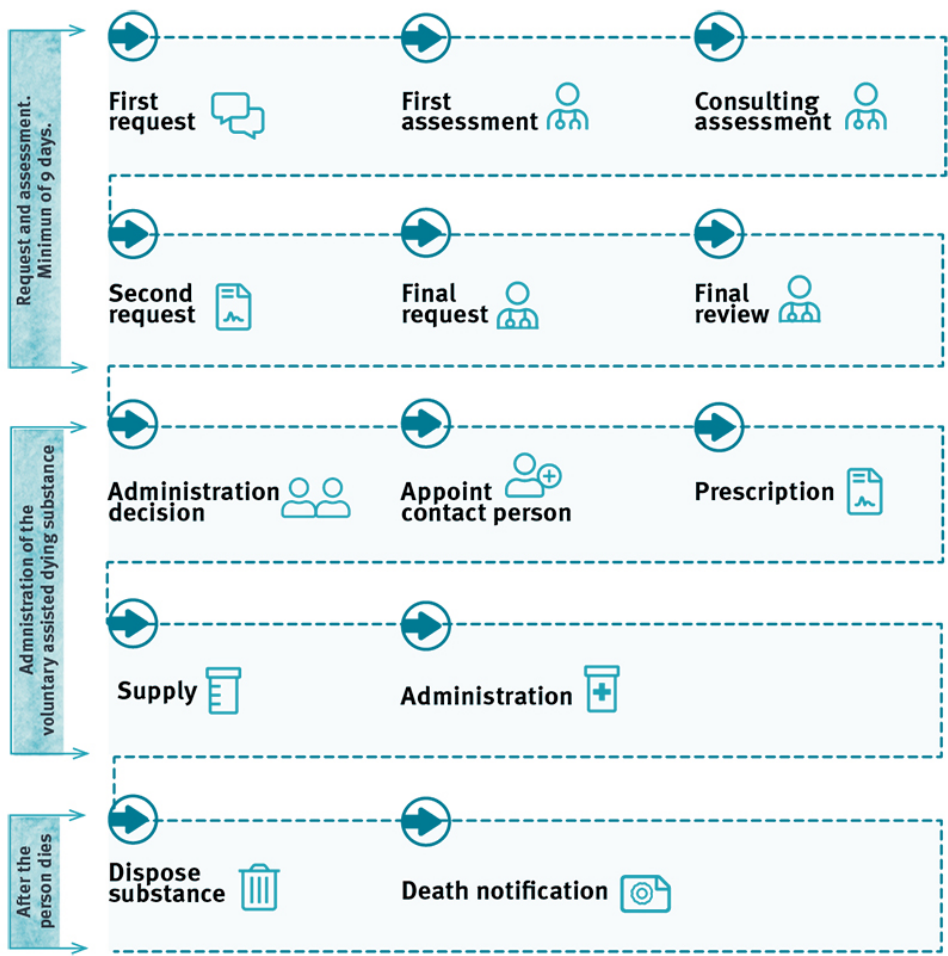 Request and assessment.
Minimun of 9 days.
First
request
First
assessment
Consulting
assessment
Second
request
Final
request
Final
review
Admnistration of the
voluntary assisted dying substance
Administration
decision
Appoint
contact person
Prescription
Supply
Administration
After the
person dies
Dispose
substance
Death notification